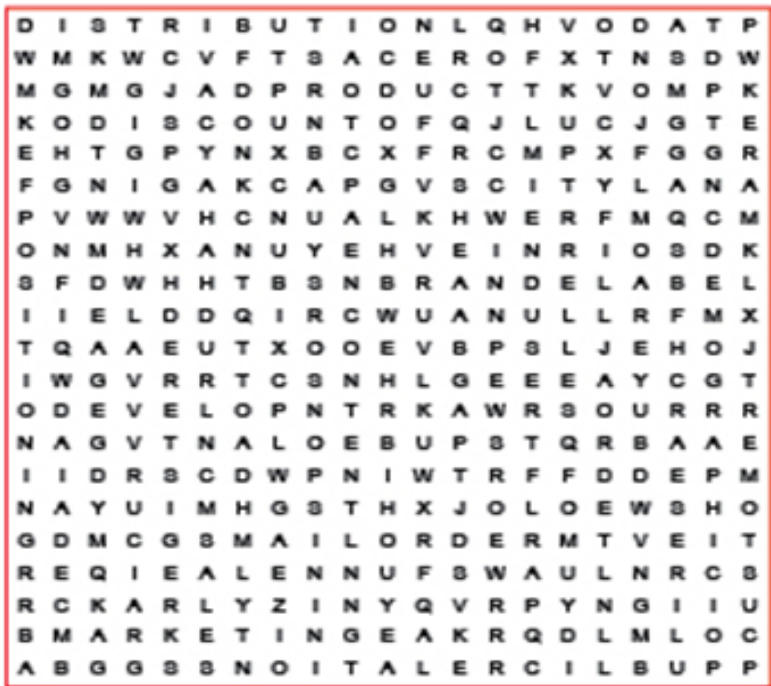 D I S T R I B U T I O N L Q H V O D A T P
W M K W C V F T S A C E R O F X T N S D W
M G M G J A D P R O D U C T T K V O M P K
K O D I S C O U N T O F Q J L U C J G T E
E H T G P Y N X B C X F R C M P X F G G R
F G N I G A K C A P G V S C I T Y L A N A
P V W W V H C N U A L K H W E R F M Q C M
O N M H X A N U Y E H V E I N R I O S D K
S F D W H H T B S N B R A N D E L A B E L
I I E L D D Q I R C W U A N U L L R F M X
T Q A A E U T X O O E V B P S L J E H O J
I W G V R R T C S N H L G E E E A Y C G T
O D E V E L O P N T R K A W R S O U R R R
N A G V T N A L O E B U P S T Q R B A A E
I I D R S C D W P N I W T R F F D D E P M
N A Y U I M H G S T H X J O L O E W S H O
G D M C G S M A I L O R D E R M T V E I T
R E Q I E A L E N N U F S W A U L N R C S
R C K A R L Y Z I N Y Q V R P Y N G I I U
B M A R K E T I N G E A K R Q D L M L O C
A B G G S S N O I T A L E R C I L B U P P